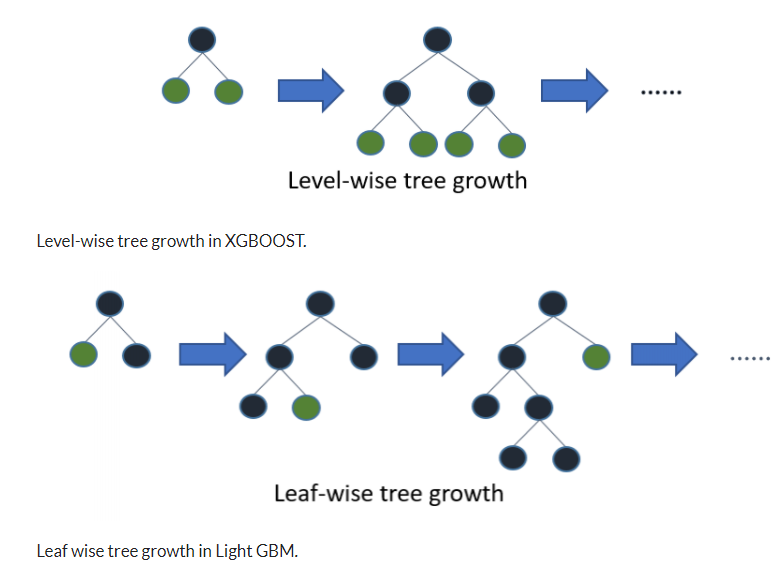 ......
Level-wise tree growth
Level-wise tree growth in XGBOOST.
......
Leaf-wise tree growth
Leaf wise tree growth in Light GBM.